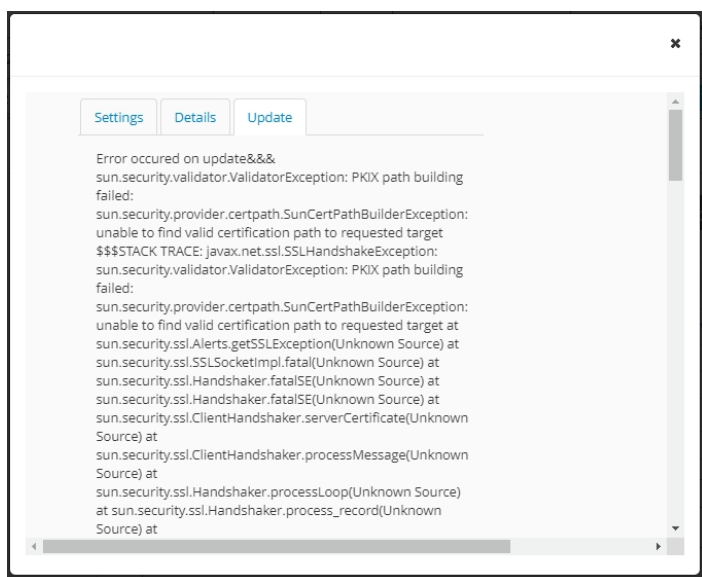 ✖
Settings Details Update
Error occured on update&&&
sun.security.validator.ValidatorException: PKIX path building
failed:
sun.security.provider.certpath.SunCertPathBuilderException:
unable to find valid certification path to requested target
$$$STACK TRACE: javax.net.ssl.SSLHandshakeException:
sun.security.validator.ValidatorException: PKIX path building
failed:
sun.security.provider.certpath.SunCertPathBuilderException:
unable to find valid certification path to requested target at
sun.security.ssl.Alerts.getSSLException(Unknown Source) at
sun.security.ssl.SSLSocketImpl.fatal(Unknown Source) at
sun.security.ssl.Handshaker.fatalSE(Unknown Source) at
sun.security.ssl.Handshaker.fatalSE(Unknown Source) at
sun.security.ssl.ClientHandshaker.serverCertificate(Unknown
Source) at
sun.security.ssl.ClientHandshaker.processMessage(Unknown
Source) at
sun.security.ssl.Handshaker.processLoop(Unknown Source)
at sun.security.ssl.Handshaker.process_record(Unknown
Source) at